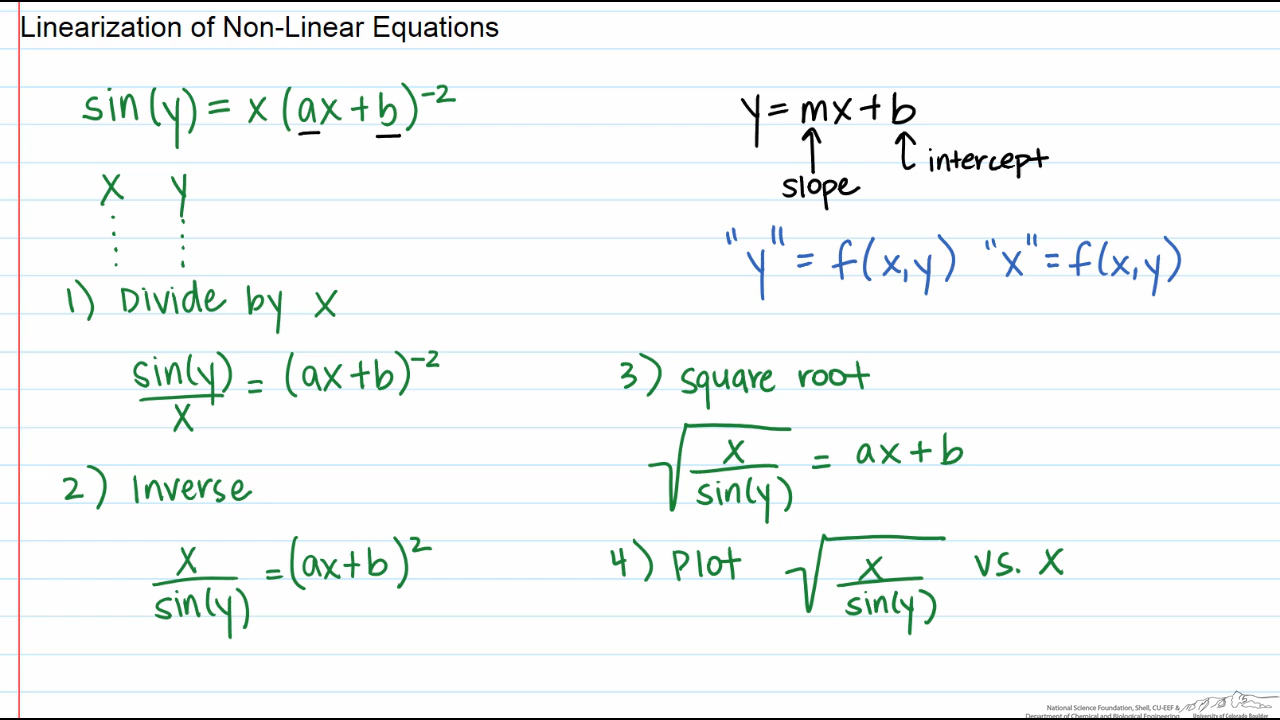 Linearization of Non-Linear Equations
sin(y) = x (ax + b)⁻²
x y
1) Divide by x
sin(y)/x = (ax + b)⁻²
2) Inverse
x/sin(y) = (ax + b)²
y = mx + b
slope
intercept
"y" = f(x,y) "x" = f(x,y)
3) square root
√(x/sin(y)) = ax + b
4) Plot √(x/sin(y)) vs. x
National Science Foundation, Shell, CU-EEF &
Department of Chemical and Biological Engineering
University of Colorado Boulder